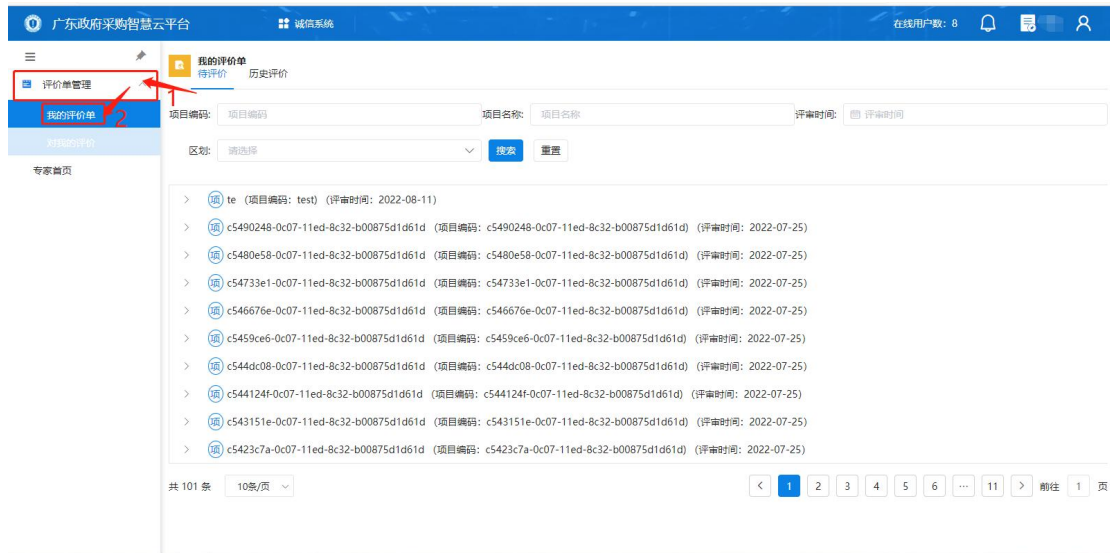 广东政府采购智慧云平台 诚信系统 在线用户数：8
评价单管理
我的评价单
对我的评价
专家首页
1
2
我的评价单
待评价 历史评价
项目编码: 项目编码 项目名称: 项目名称 评审时间: 评审时间
区划: 请选择 搜索 重置
项 te （项目编码：test）（评审时间：2022-08-11）
项 c5490248-0c07-11ed-8c32-b00875d1d61d （项目编码：c5490248-0c07-11ed-8c32-b00875d1d61d）（评审时间：2022-07-25）
项 c5480e58-0c07-11ed-8c32-b00875d1d61d （项目编码：c5480e58-0c07-11ed-8c32-b00875d1d61d）（评审时间：2022-07-25）
项 c54733e1-0c07-11ed-8c32-b00875d1d61d （项目编码：c54733e1-0c07-11ed-8c32-b00875d1d61d）（评审时间：2022-07-25）
项 c546676e-0c07-11ed-8c32-b00875d1d61d （项目编码：c546676e-0c07-11ed-8c32-b00875d1d61d）（评审时间：2022-07-25）
项 c5459ce6-0c07-11ed-8c32-b00875d1d61d （项目编码：c5459ce6-0c07-11ed-8c32-b00875d1d61d）（评审时间：2022-07-25）
项 c544dc08-0c07-11ed-8c32-b00875d1d61d （项目编码：c544dc08-0c07-11ed-8c32-b00875d1d61d）（评审时间：2022-07-25）
项 c544124f-0c07-11ed-8c32-b00875d1d61d （项目编码：c544124f-0c07-11ed-8c32-b00875d1d61d）（评审时间：2022-07-25）
项 c543151e-0c07-11ed-8c32-b00875d1d61d （项目编码：c543151e-0c07-11ed-8c32-b00875d1d61d）（评审时间：2022-07-25）
项 c5423c7a-0c07-11ed-8c32-b00875d1d61d （项目编码：c5423c7a-0c07-11ed-8c32-b00875d1d61d）（评审时间：2022-07-25）
共 101 条 10条/页 < 1 2 3 4 5 6 ··· 11 > 前往 1 页